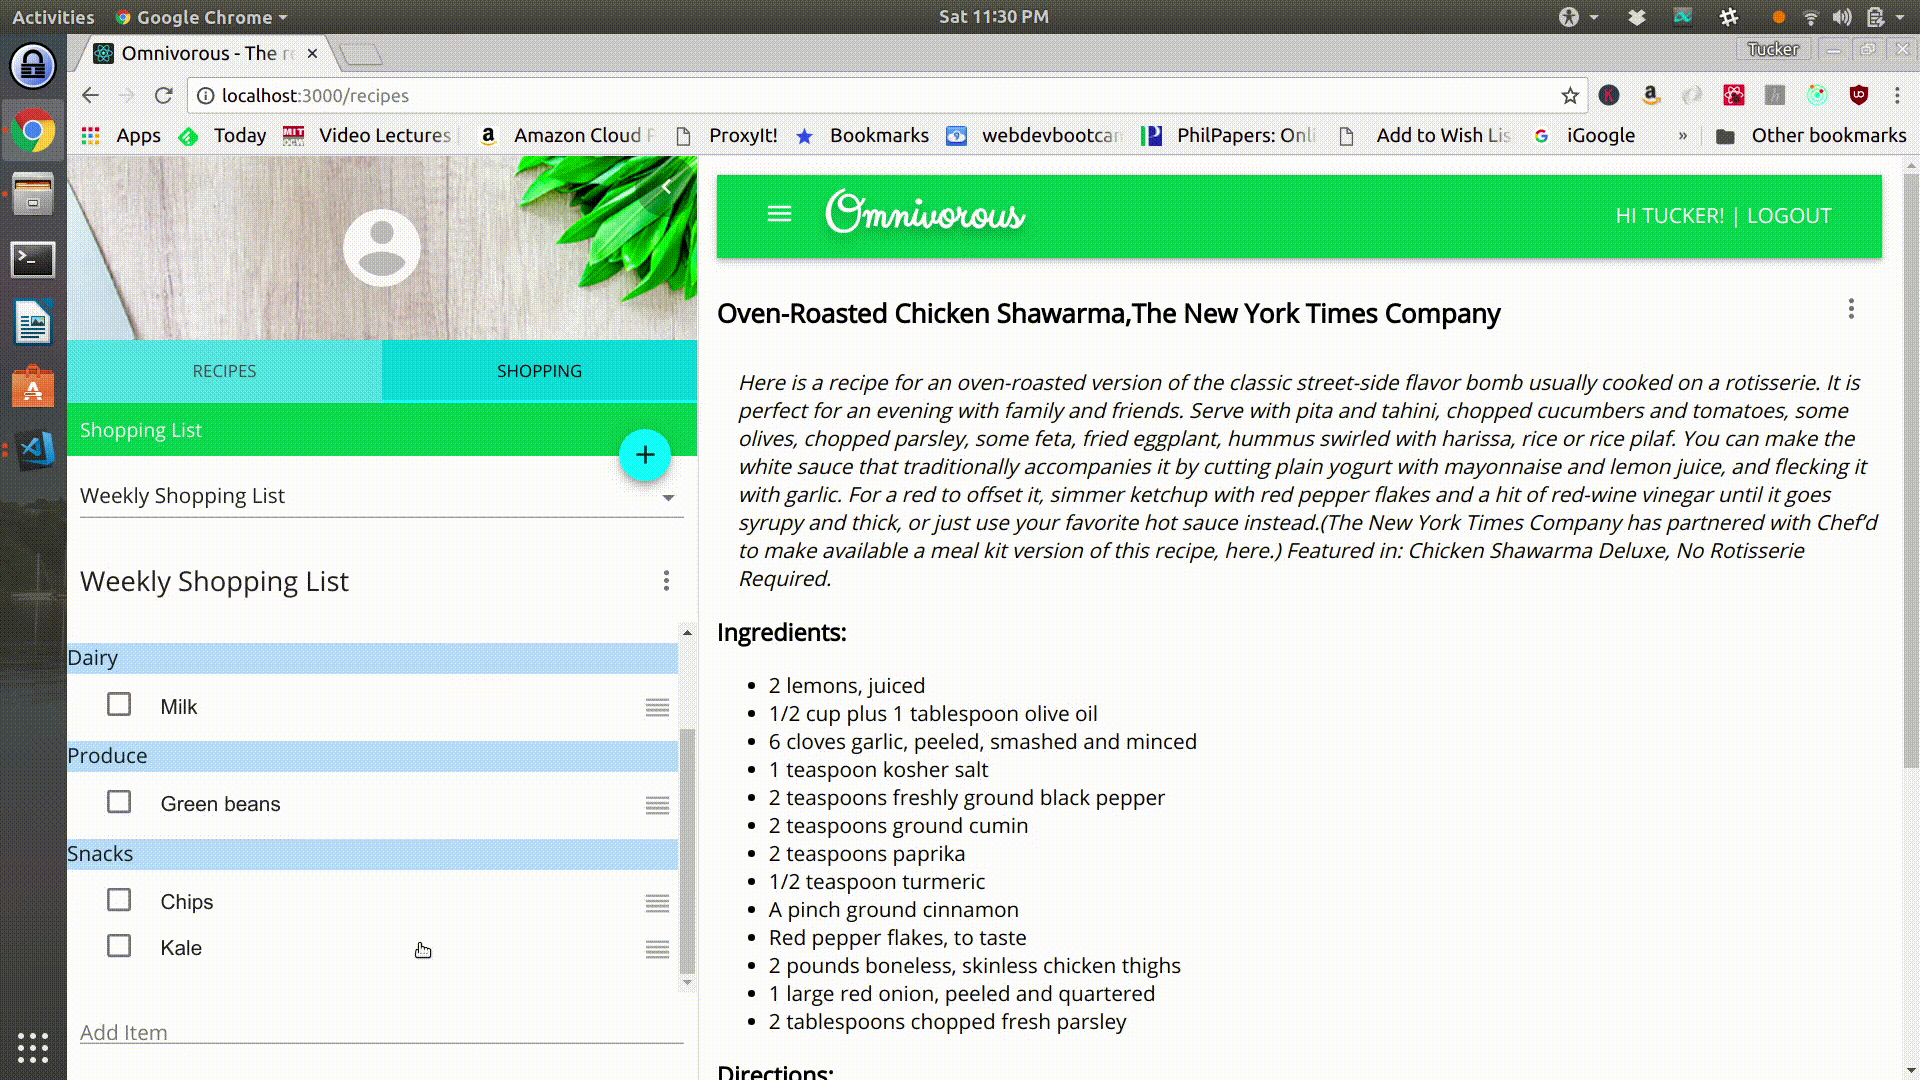 Activities
Google Chrome
Sat 11:30 PM
Omnivorous - The
Tucker
localhost:3000/recipes
Apps
Today
Video Lectures
Amazon Cloud
ProxyIt!
Bookmarks
webdevbootcam
PhilPapers: Onli
Add to Wish Lis
iGoogle
»
Other bookmarks
Omnivorous
HI TUCKER! | LOGOUT
RECIPES
SHOPPING
Shopping List
+
Weekly Shopping List
Weekly Shopping List
Dairy
Milk
Produce
Green beans
Snacks
Chips
Kale
Add Item
Oven-Roasted Chicken Shawarma,The New York Times Company
Here is a recipe for an oven-roasted version of the classic street-side flavor bomb usually cooked on a rotisserie. It is
perfect for an evening with family and friends. Serve with pita and tahini, chopped cucumbers and tomatoes, some
olives, chopped parsley, some feta, fried eggplant, hummus swirled with harissa, rice or rice pilaf. You can make the
white sauce that traditionally accompanies it by cutting plain yogurt with mayonnaise and lemon juice, and flecking it
with garlic. For a red to offset it, simmer ketchup with red pepper flakes and a hit of red-wine vinegar until it goes
syrupy and thick, or just use your favorite hot sauce instead.(The New York Times Company has partnered with Chef'd
to make available a meal kit version of this recipe, here.) Featured in: Chicken Shawarma Deluxe, No Rotisserie
Required.
Ingredients:
• 2 lemons, juiced
• 1/2 cup plus 1 tablespoon olive oil
• 6 cloves garlic, peeled, smashed and minced
• 1 teaspoon kosher salt
• 2 teaspoons freshly ground black pepper
• 2 teaspoons ground cumin
• 2 teaspoons paprika
• 1/2 teaspoon turmeric
• A pinch ground cinnamon
• Red pepper flakes, to taste
• 2 pounds boneless, skinless chicken thighs
• 1 large red onion, peeled and quartered
• 2 tablespoons chopped fresh parsley
Directions: